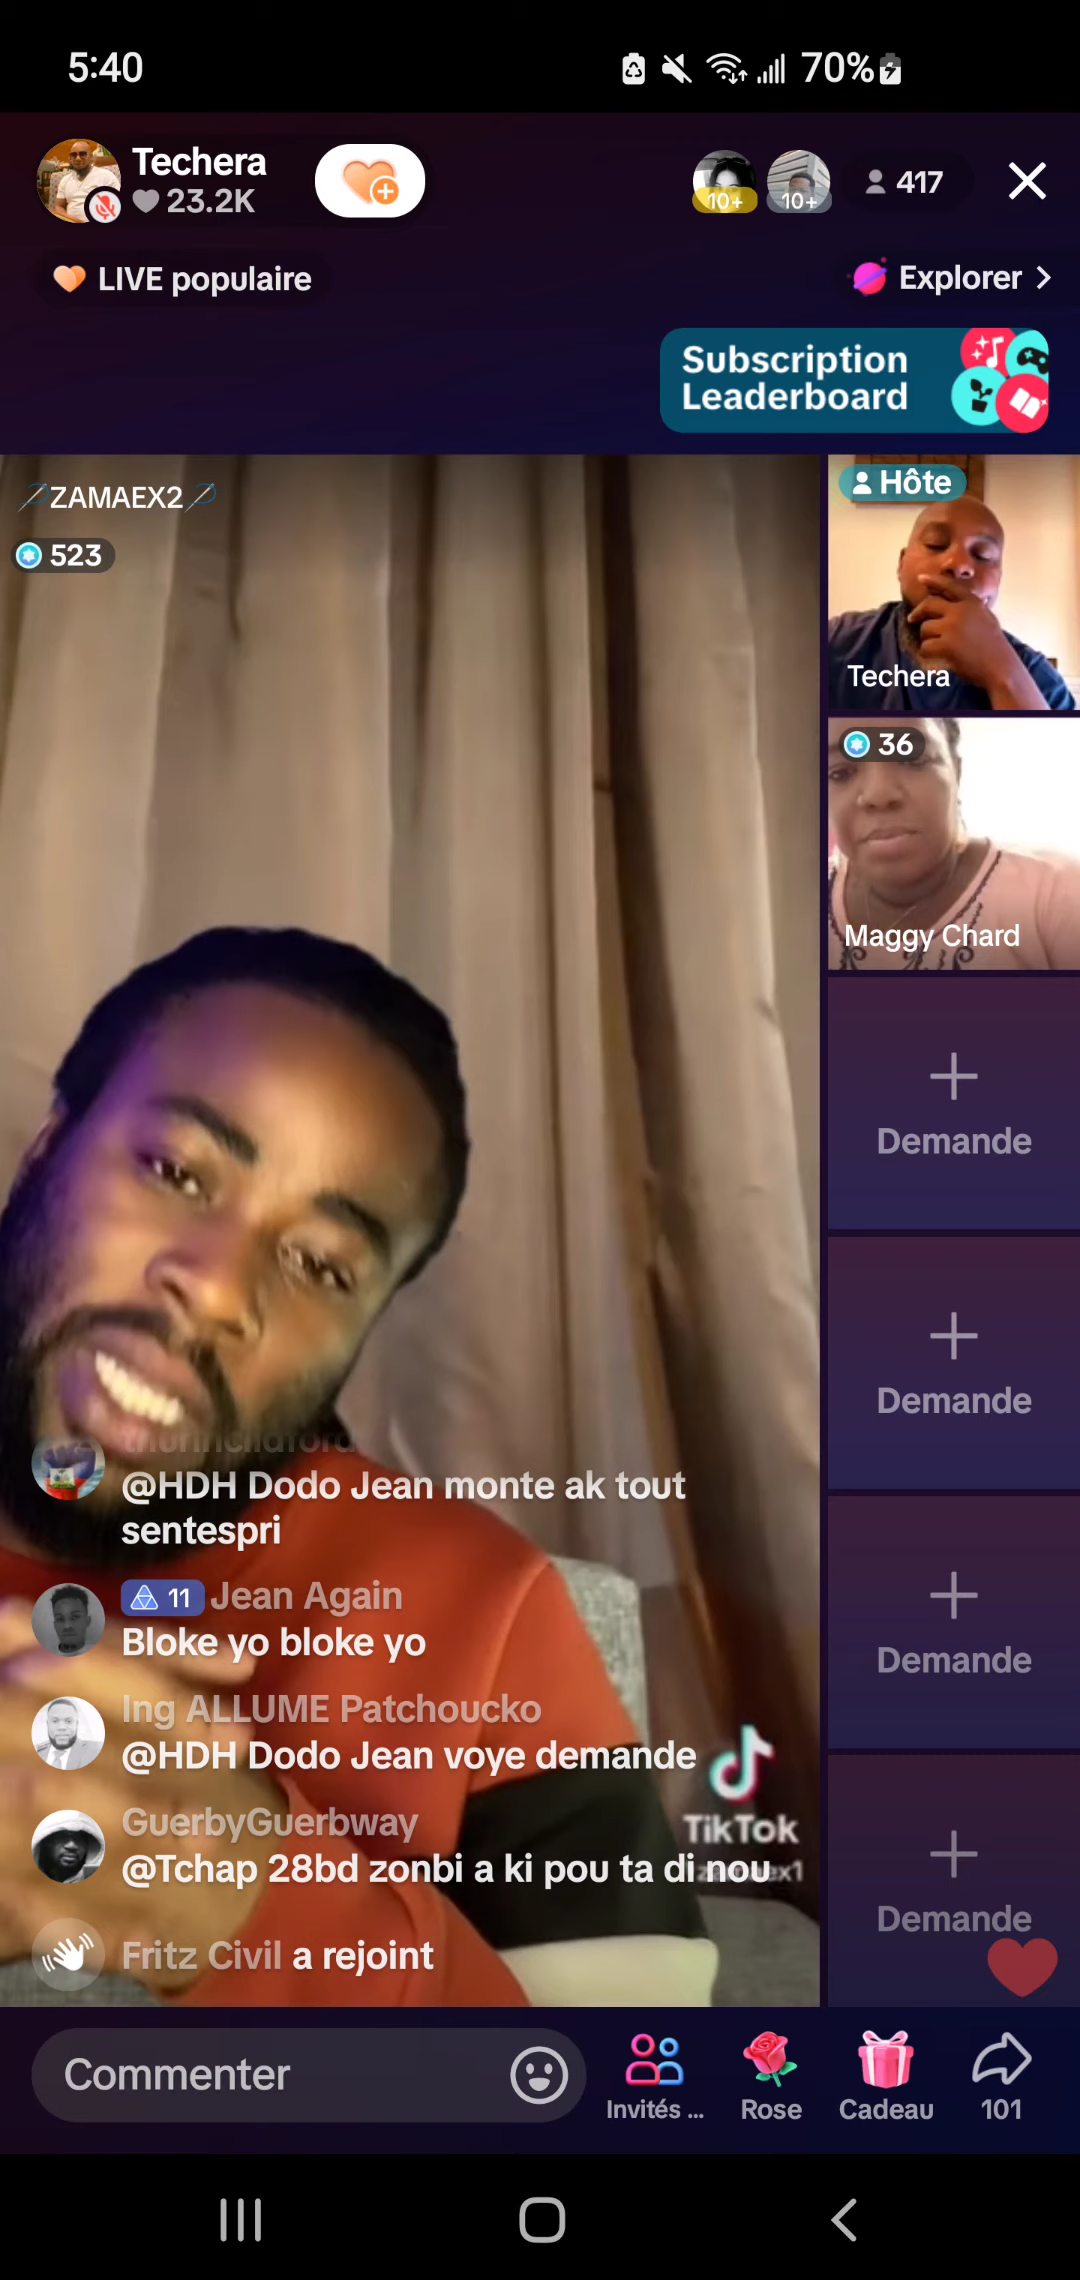 5:40
70%
Techera
23.2K
10+
10+
417
LIVE populaire
Explorer
Subscription
Leaderboard
ZAMAEX2
523
Hôte
Techera
36
Maggy Chard
Demande
Demande
Demande
Demande
@HDH Dodo Jean monte ak tout
sentespri
11 Jean Again
Bloke yo bloke yo
Ing ALLUME Patchoucko
@HDH Dodo Jean voye demande
GuerbyGuerbway
@Tchap 28bd zonbi a ki pou ta di nou
Fritz Civil a rejoint
TikTok
Commenter
Invités ...
Rose
Cadeau
101